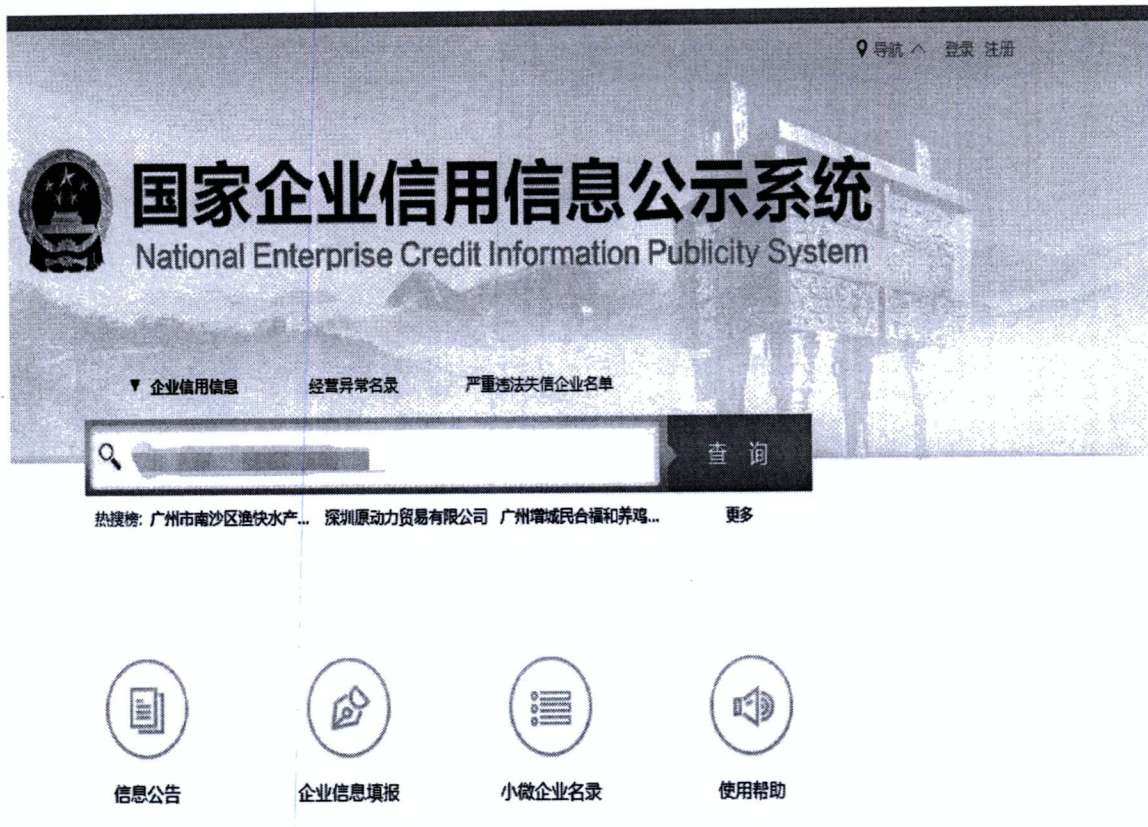 导航 登录 注册
国家企业信用信息公示系统
National Enterprise Credit Information Publicity System
企业信用信息 经营异常名录 严重违法失信企业名单
查 询
热搜榜: 广州市南沙区渔快水产... 深圳原动力贸易有限公司 广州增城民合福和养鸡... 更多
信息公告 企业信息填报 小微企业名录 使用帮助